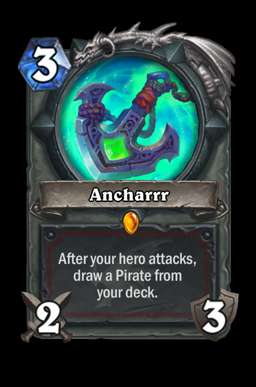 3
Ancharrr
After your hero attacks,
draw a Pirate from
your deck.
2
3